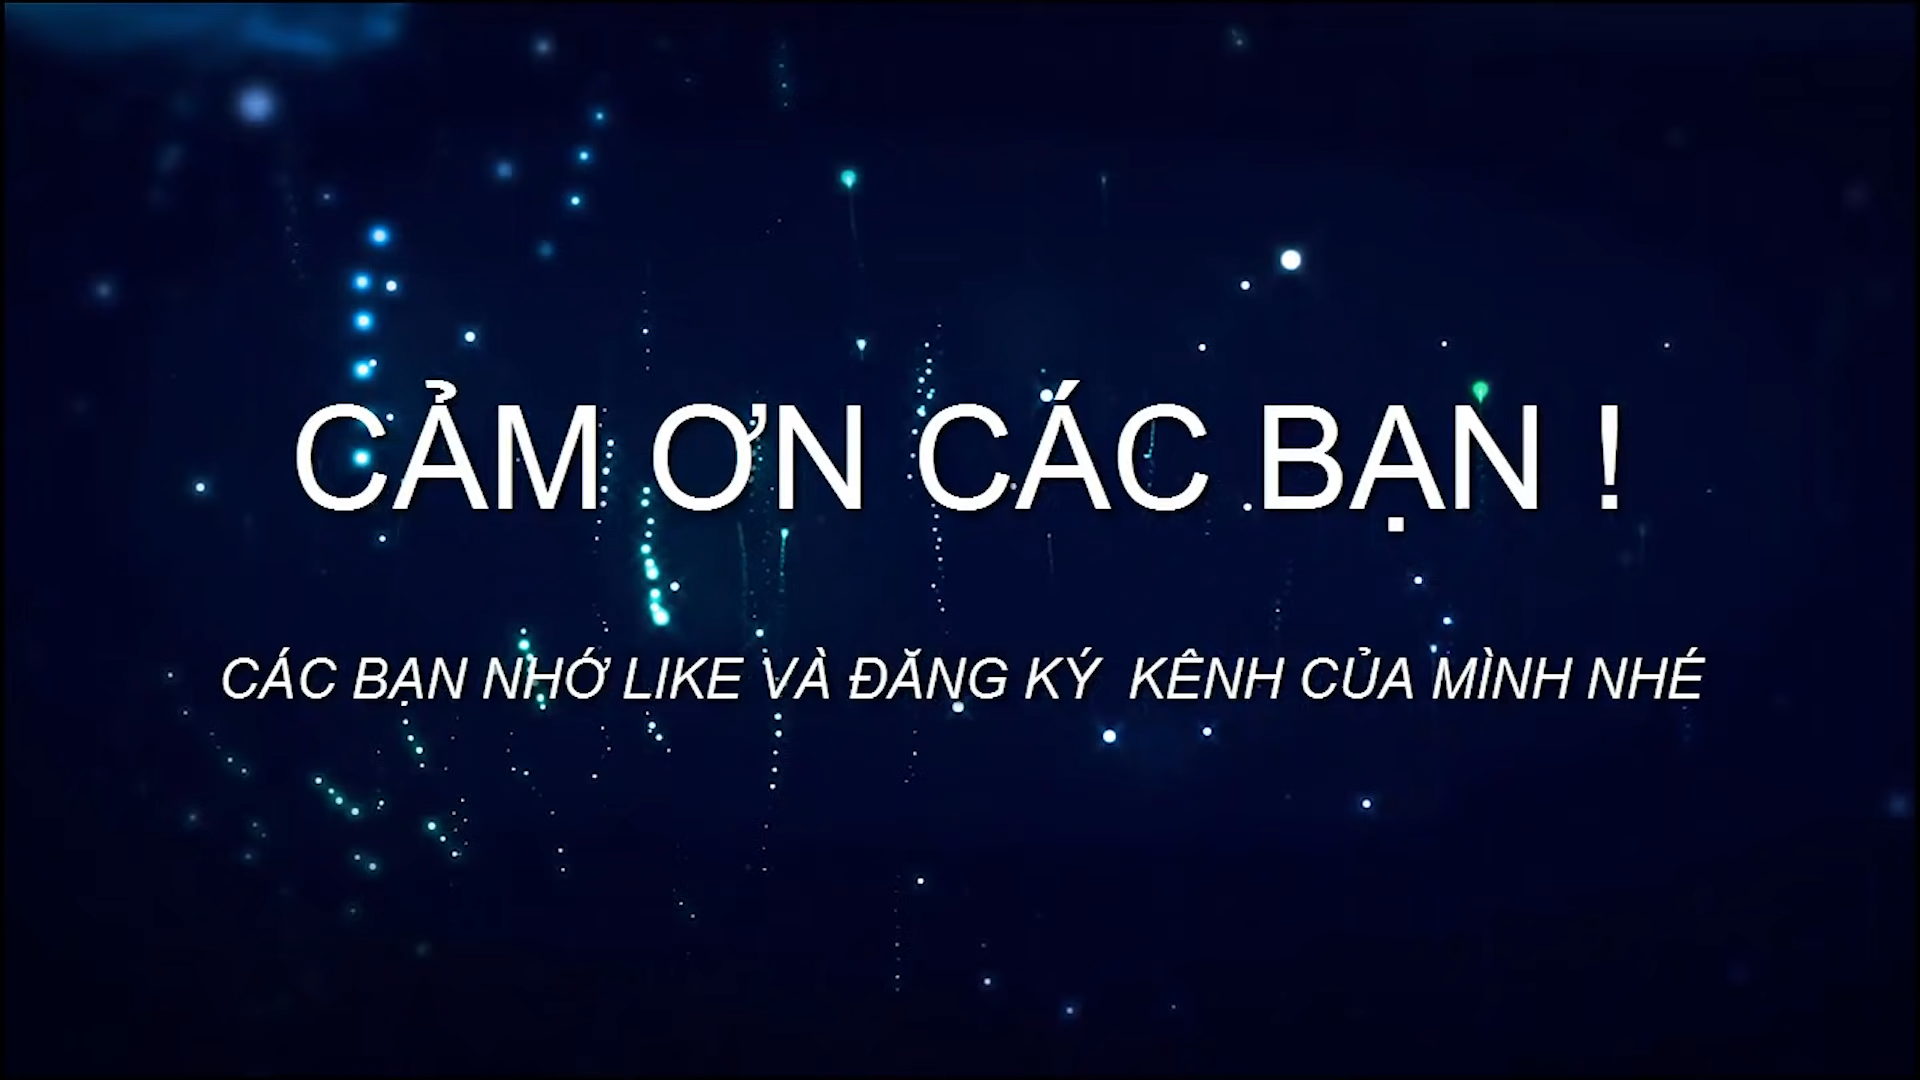 CẢM ƠN CÁC BẠN !
CÁC BẠN NHỚ LIKE VÀ ĐĂNG KÝ  KÊNH CỦA MÌNH NHÉ